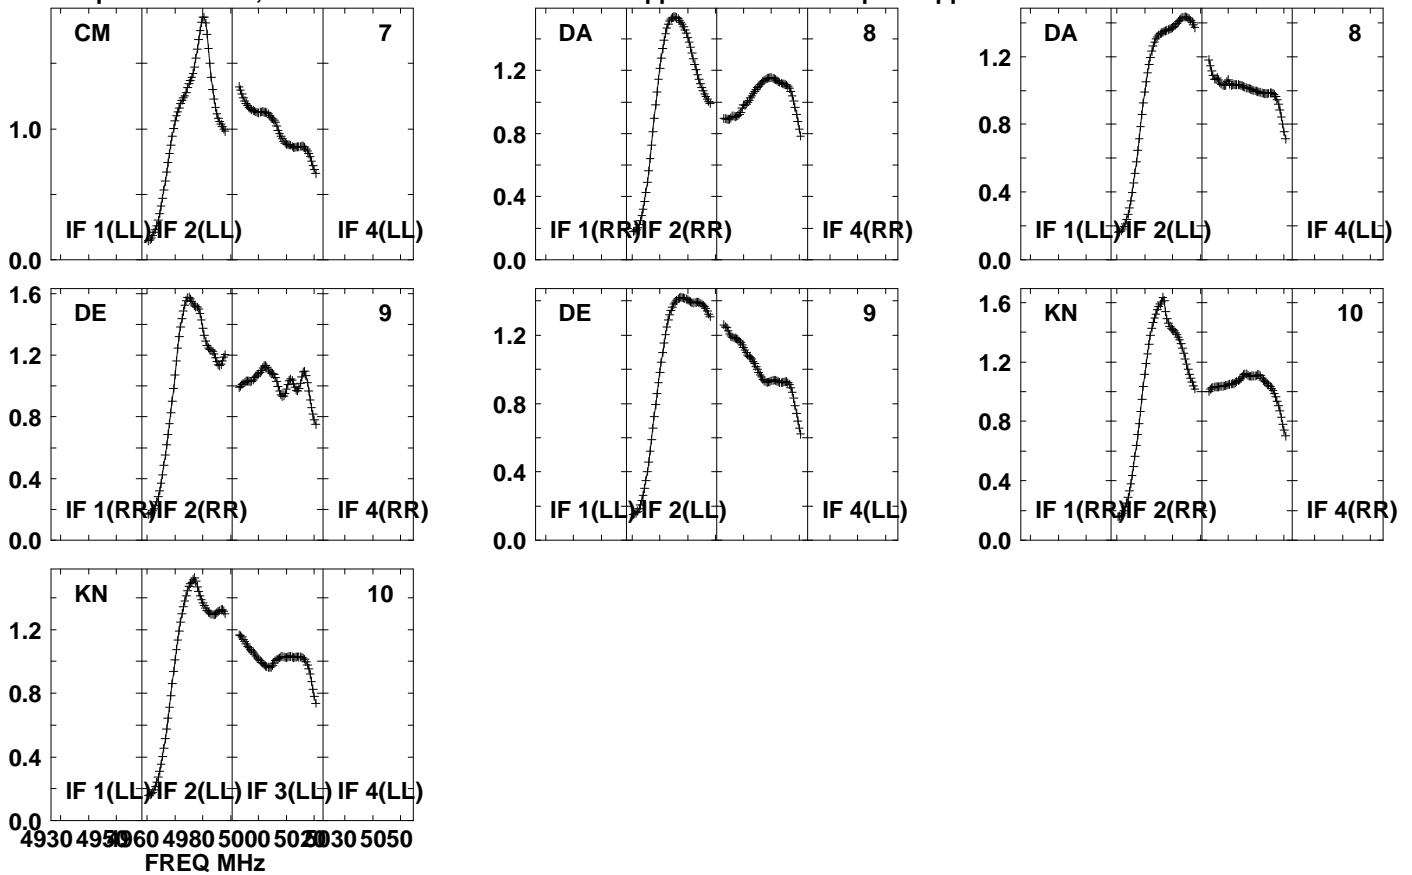 CM 7 DA 8 DA 8
1.2 1.2
1.0
0.8 0.8
0.4 0.4
IF 1(LL) IF 2(LL) IF 4(LL) IF 1(RR) IF 2(RR) IF 4(RR) IF 1(LL) IF 2(LL) IF 4(LL)
0.0 0.0 0.0
1.6 1.6
DE 9 DE 9 KN 10
1.2 1.2 1.2
0.8 0.8 0.8
0.4 0.4 0.4
IF 1(RR) IF 2(RR) IF 4(RR) IF 1(LL) IF 2(LL) IF 4(LL) IF 1(RR) IF 2(RR) IF 4(RR)
0.0 0.0 0.0
KN 10
1.2
0.8
0.4
IF 1(LL) IF 2(LL) IF 3(LL) IF 4(LL)
0.0
4930 4950 4960 4980 5000 5020 5030 5050
FREQ MHz